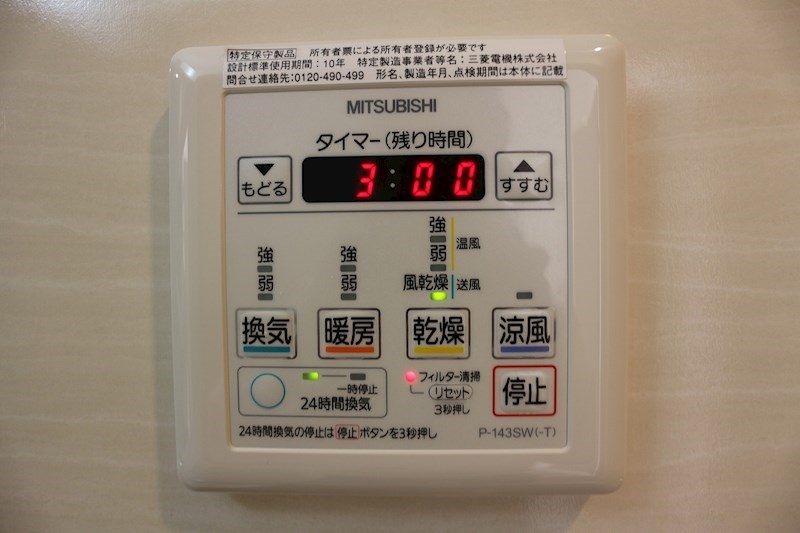 特定保守製品 所有者票による所有者登録が必要です
設計標準使用期間：10年 特定製造事業者等名：三菱電機株式会社
問合せ連絡先:0120-490-499 形名、製造年月、点検期間は本体に記載
MITSUBISHI
タイマー(残り時間)
▼
もどる
3:00
▲
すすむ
強
弱
強
弱
強
弱
温風
風乾燥
送風
換気
暖房
乾燥
涼風
一時停止
24時間換気
フィルター清掃
リセット
3秒押し
停止
24時間換気の停止は 停止 ボタンを3秒押し
P-143SW(-T)